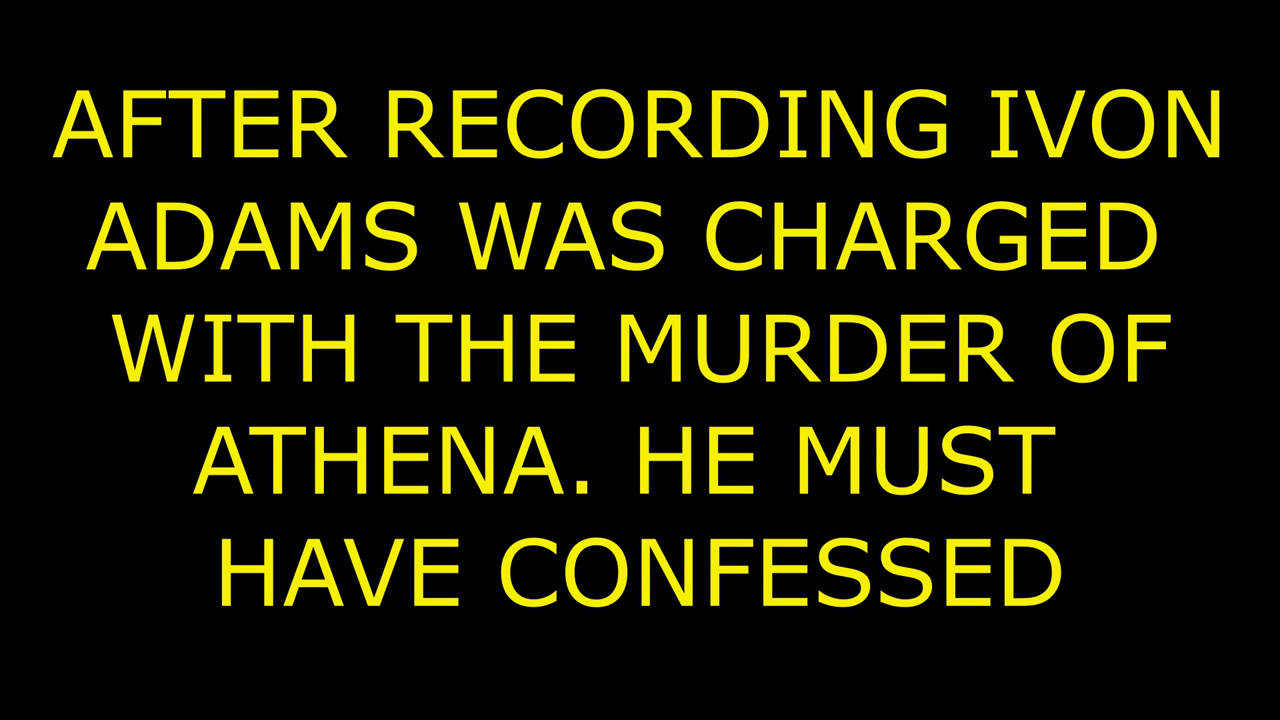 AFTER RECORDING IVON
ADAMS WAS CHARGED
WITH THE MURDER OF
ATHENA. HE MUST
HAVE CONFESSED